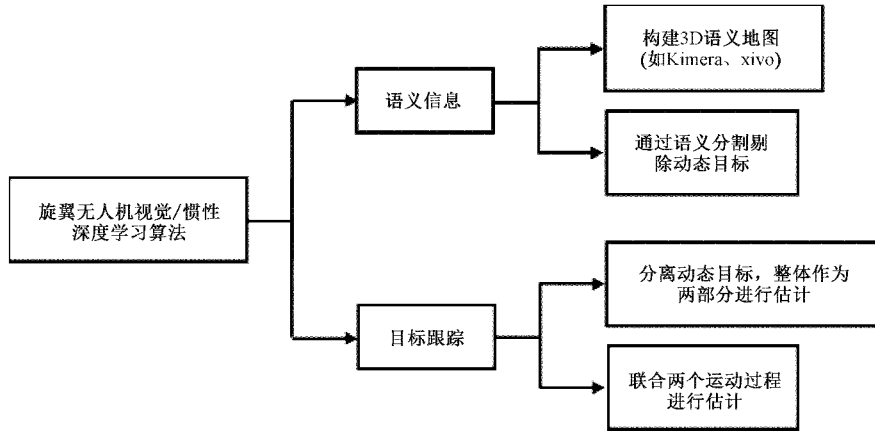 旋翼无人机视觉/惯性
深度学习算法
语义信息
构建3D语义地图
(如Kimera、xivo)
通过语义分割剔
除动态目标
目标跟踪
分离动态目标，整体作为
两部分进行估计
联合两个运动过程
进行估计